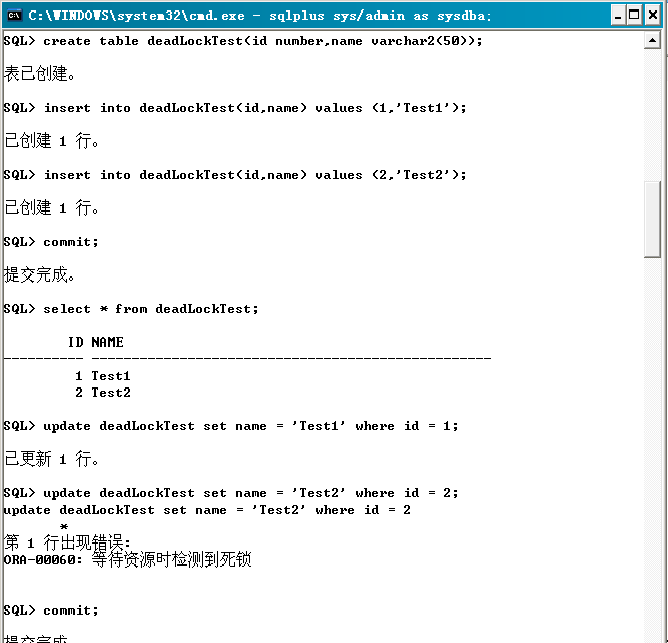 C:\WINDOWS\system32\cmd.exe - sqlplus sys/admin as sysdba;
SQL> create table deadLockTest(id number,name varchar2(50));
表已创建。
SQL> insert into deadLockTest(id,name) values (1,'Test1');
已创建 1 行。
SQL> insert into deadLockTest(id,name) values (2,'Test2');
已创建 1 行。
SQL> commit;
提交完成。
SQL> select * from deadLockTest;
ID NAME
---------- --------------------------------------------------
1 Test1
2 Test2
SQL> update deadLockTest set name = 'Test1' where id = 1;
已更新 1 行。
SQL> update deadLockTest set name = 'Test2' where id = 2;
update deadLockTest set name = 'Test2' where id = 2
*
第 1 行出现错误:
ORA-00060: 等待资源时检测到死锁
SQL> commit;
提交完成